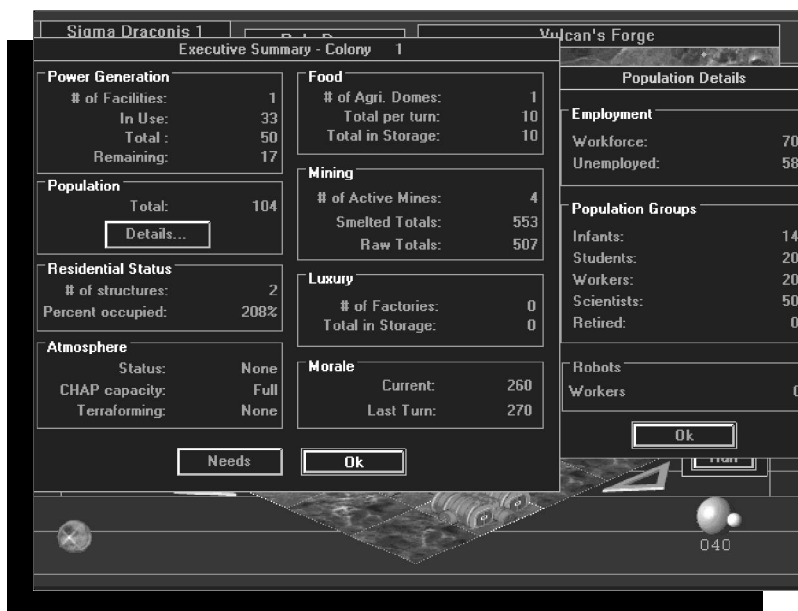 Sigma Draconis 1
Vulcan's Forge
Executive Summary - Colony 1
Power Generation
# of Facilities: 1
In Use: 33
Total : 50
Remaining: 17
Population
Total: 104
Details...
Residential Status
# of structures: 2
Percent occupied: 208%
Atmosphere
Status: None
CHAP capacity: Full
Terraforming: None
Food
# of Agri. Domes: 1
Total per turn: 10
Total in Storage: 10
Mining
# of Active Mines: 4
Smelted Totals: 553
Raw Totals: 507
Luxury
# of Factories: 0
Total in Storage: 0
Morale
Current: 260
Last Turn: 270
Needs
Ok
Population Details
Employment
Workforce: 70
Unemployed: 58
Population Groups
Infants: 14
Students: 20
Workers: 20
Scientists: 50
Retired: 0
Robots
Workers 0
Ok
040